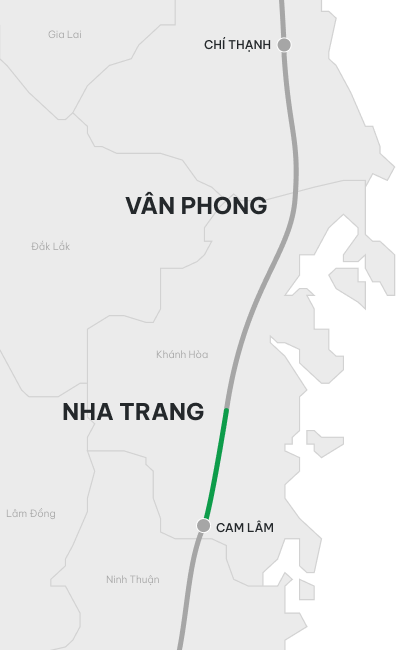 Gia Lai
CHÍ THẠNH
VÂN PHONG
Đắk Lắk
Khánh Hòa
NHA TRANG
Lâm Đồng
CAM LÂM
Ninh Thuận